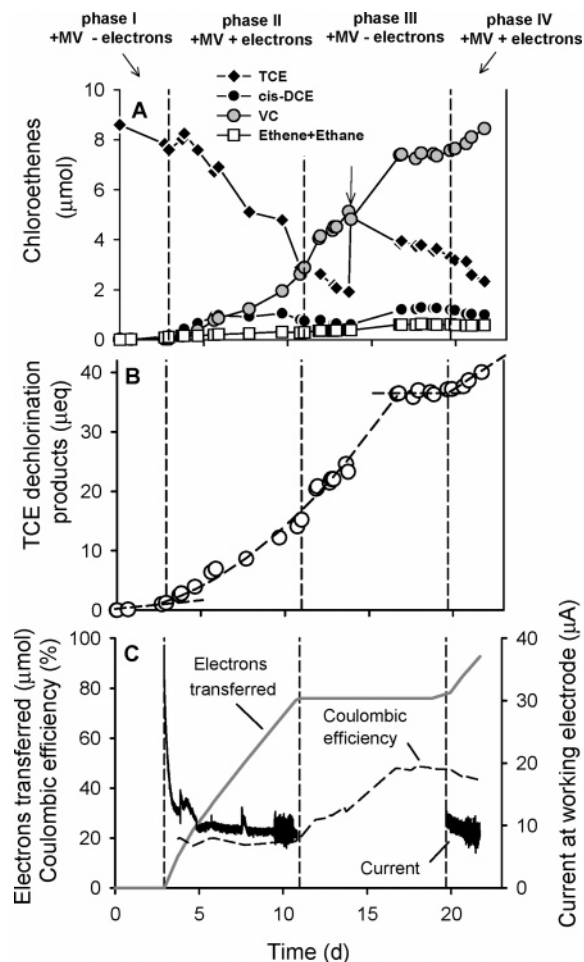 phase I
+MV - electrons
phase II
+MV + electrons
phase III
+MV - electrons
phase IV
+MV + electrons
TCE
cis-DCE
VC
Ethene+Ethane
A
Chloroethenes
(μmol)
10
8
6
4
2
0
B
TCE dechlorination
products (μeq)
40
30
20
10
0
C
Electrons transferred (μmol)
Coulombic efficiency (%)
100
80
60
40
20
0
Electrons
transferred
Coulombic
efficiency
Current
40
30
20
10
0
Current at working electrode (μA)
0 5 10 15 20
Time (d)